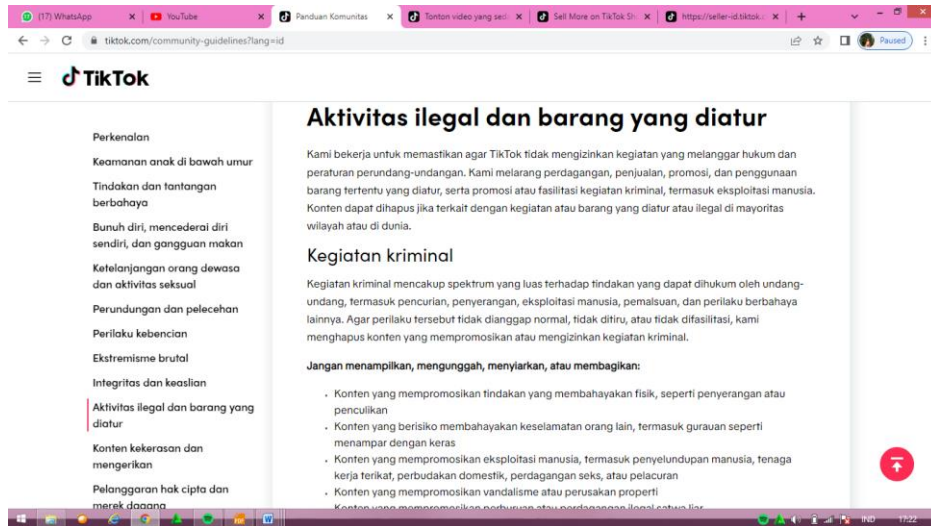 (17) WhatsApp
YouTube
Panduan Komunitas
Tonton video yang sed
Sell More on TikTok Sh
https://seller-id.tiktok.c
tiktok.com/community-guidelines?lang=id
Paused
TikTok
Perkenalan
Keamanan anak di bawah umur
Tindakan dan tantangan
berbahaya
Bunuh diri, mencederai diri
sendiri, dan gangguan makan
Ketelanjangan orang dewasa
dan aktivitas seksual
Perundungan dan pelecehan
Perilaku kebencian
Ekstremisme brutal
Integritas dan keaslian
Aktivitas ilegal dan barang yang
diatur
Konten kekerasan dan
mengerikan
Pelanggaran hak cipta dan
merek dagang
Aktivitas ilegal dan barang yang diatur
Kami bekerja untuk memastikan agar TikTok tidak mengizinkan kegiatan yang melanggar hukum dan
peraturan perundang-undangan. Kami melarang perdagangan, penjualan, promosi, dan penggunaan
barang tertentu yang diatur, serta promosi atau fasilitasi kegiatan kriminal, termasuk eksploitasi manusia.
Konten dapat dihapus jika terkait dengan kegiatan atau barang yang diatur atau ilegal di mayoritas
wilayah atau di dunia.
Kegiatan kriminal
Kegiatan kriminal mencakup spektrum yang luas terhadap tindakan yang dapat dihukum oleh undang-
undang, termasuk pencurian, penyerangan, eksploitasi manusia, pemalsuan, dan perilaku berbahaya
lainnya. Agar perilaku tersebut tidak dianggap normal, tidak ditiru, atau tidak difasilitasi, kami
menghapus konten yang mempromosikan atau mengizinkan kegiatan kriminal.
Jangan menampilkan, mengunggah, menyiarkan, atau membagikan:
Konten yang mempromosikan tindakan yang membahayakan fisik, seperti penyerangan atau
penculikan
Konten yang berisiko membahayakan keselamatan orang lain, termasuk gurauan seperti
menampar dengan keras
Konten yang mempromosikan eksploitasi manusia, termasuk penyelundupan manusia, tenaga
kerja terikat, perbudakan domestik, perdagangan seks, atau pelacuran
Konten yang mempromosikan vandalisme atau perusakan properti
Konten yang mempromosikan perburuan atau perdagangan ilegal satwa liar
IND
17:22